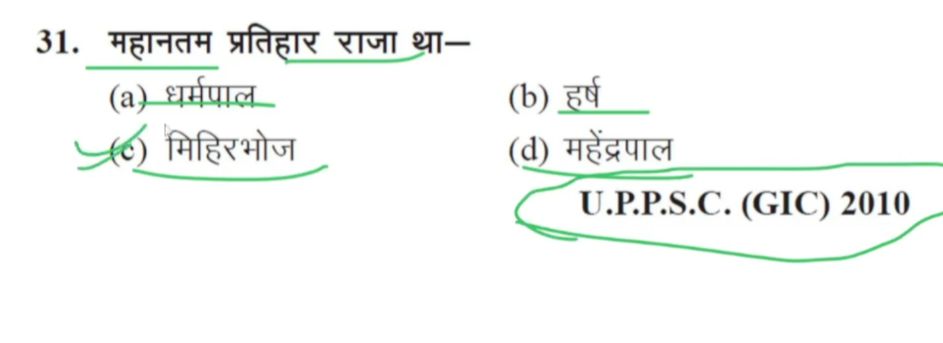 31. महानतम प्रतिहार राजा था—
(a) धर्मपाल (b) हर्ष
(c) मिहिरभोज (d) महेंद्रपाल
U.P.P.S.C. (GIC) 2010